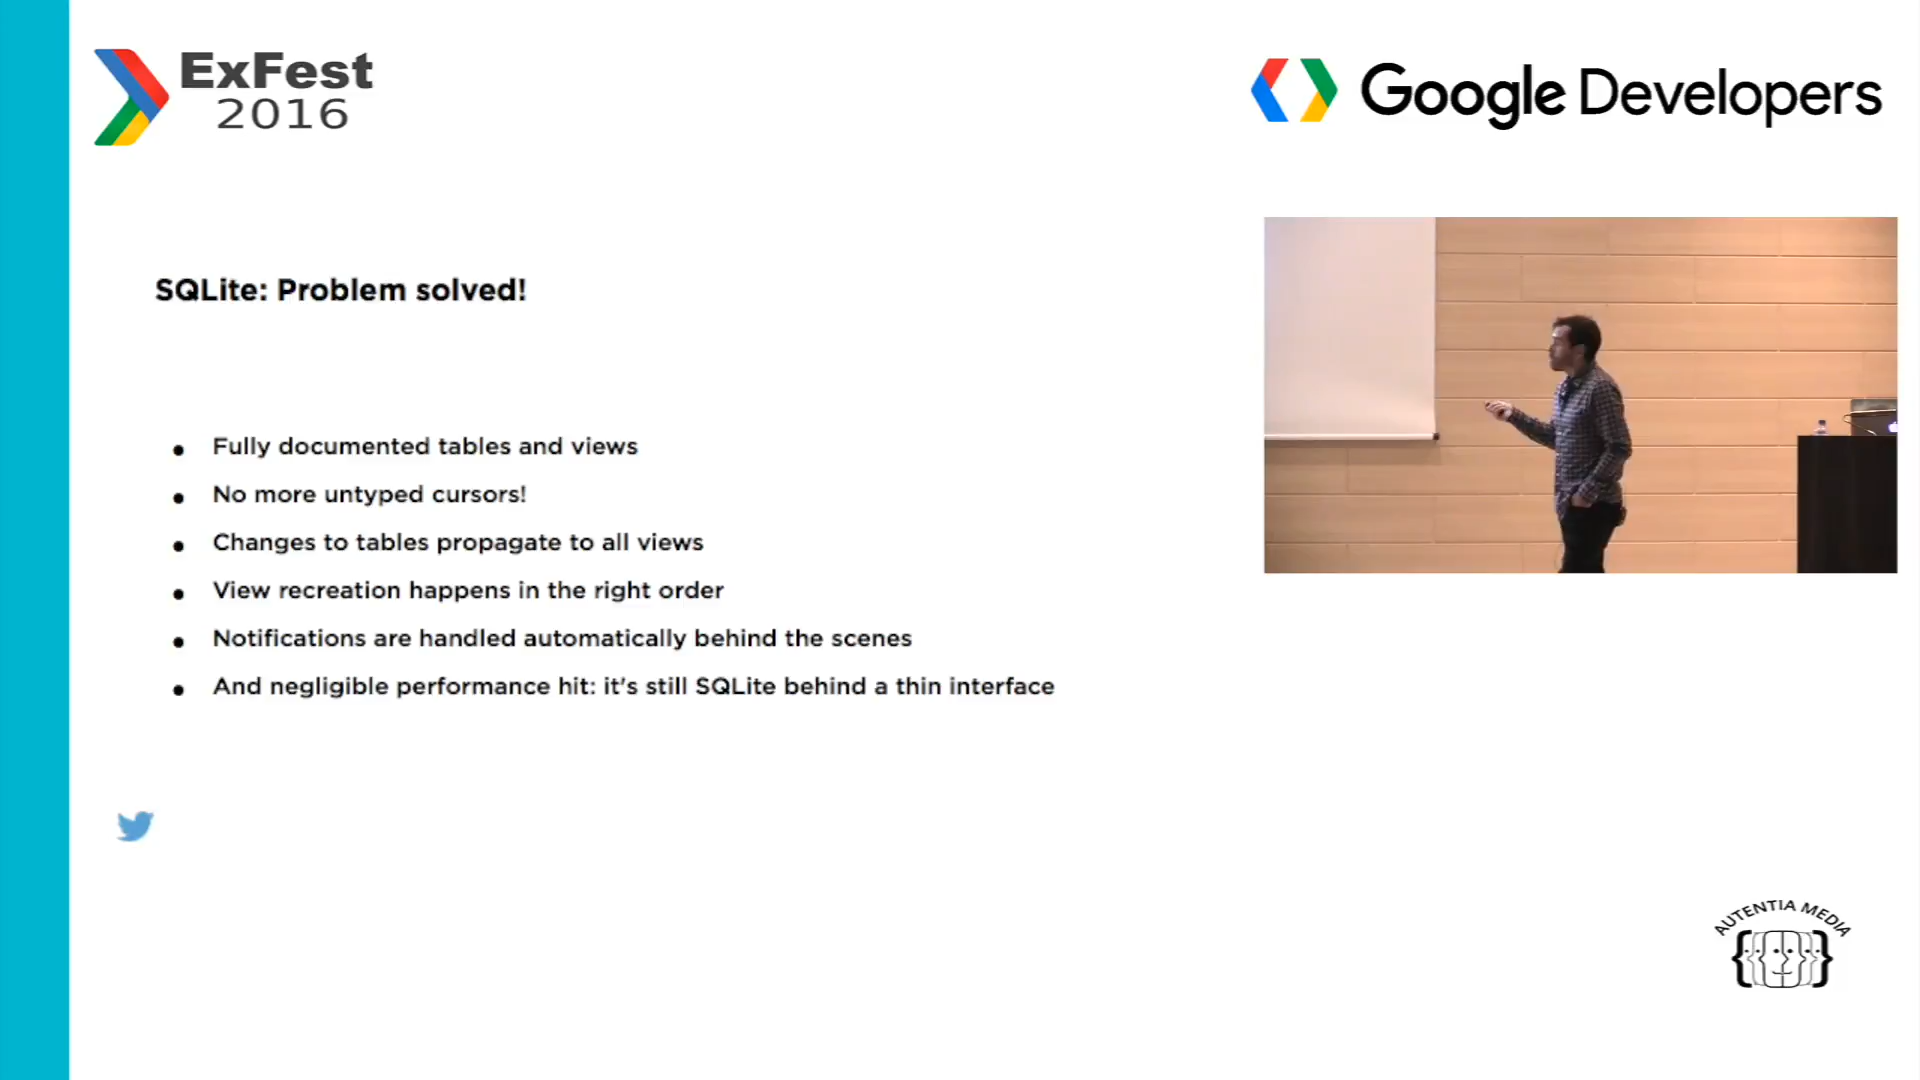 ExFest
2016
Google Developers
SQLite: Problem solved!
Fully documented tables and views
No more untyped cursors!
Changes to tables propagate to all views
View recreation happens in the right order
Notifications are handled automatically behind the scenes
And negligible performance hit: it's still SQLite behind a thin interface
AUTENTIA MEDIA